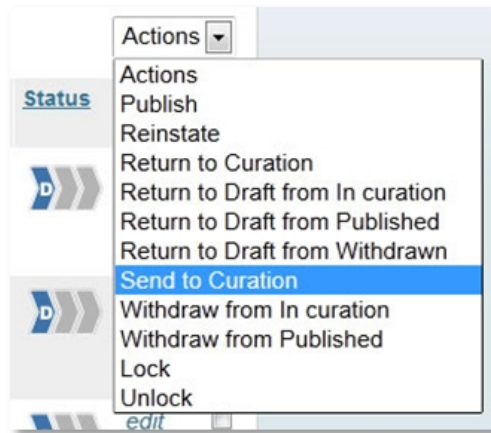 Actions
Status
Actions
Publish
Reinstate
Return to Curation
Return to Draft from In curation
Return to Draft from Published
Return to Draft from Withdrawn
Send to Curation
Withdraw from In curation
Withdraw from Published
Lock
Unlock
D
D
edit